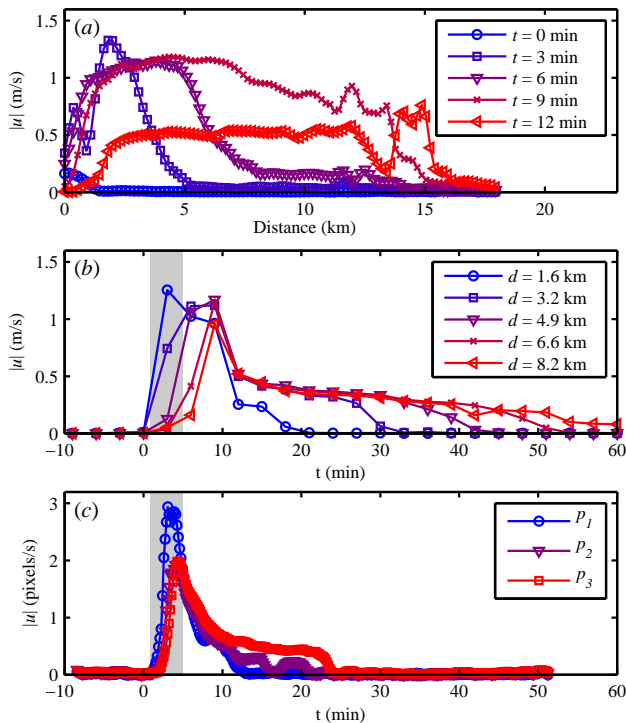 (a)
t = 0 min
t = 3 min
t = 6 min
t = 9 min
t = 12 min
|u| (m/s)
1.5
1
0.5
0
0 5 10 15 20
Distance (km)
(b)
d = 1.6 km
d = 3.2 km
d = 4.9 km
d = 6.6 km
d = 8.2 km
|u| (m/s)
1.5
1
0.5
0
−10 0 10 20 30 40 50 60
t (min)
(c)
p1
p2
p3
|u| (pixels/s)
3
2
1
0
−10 0 10 20 30 40 50 60
t (min)